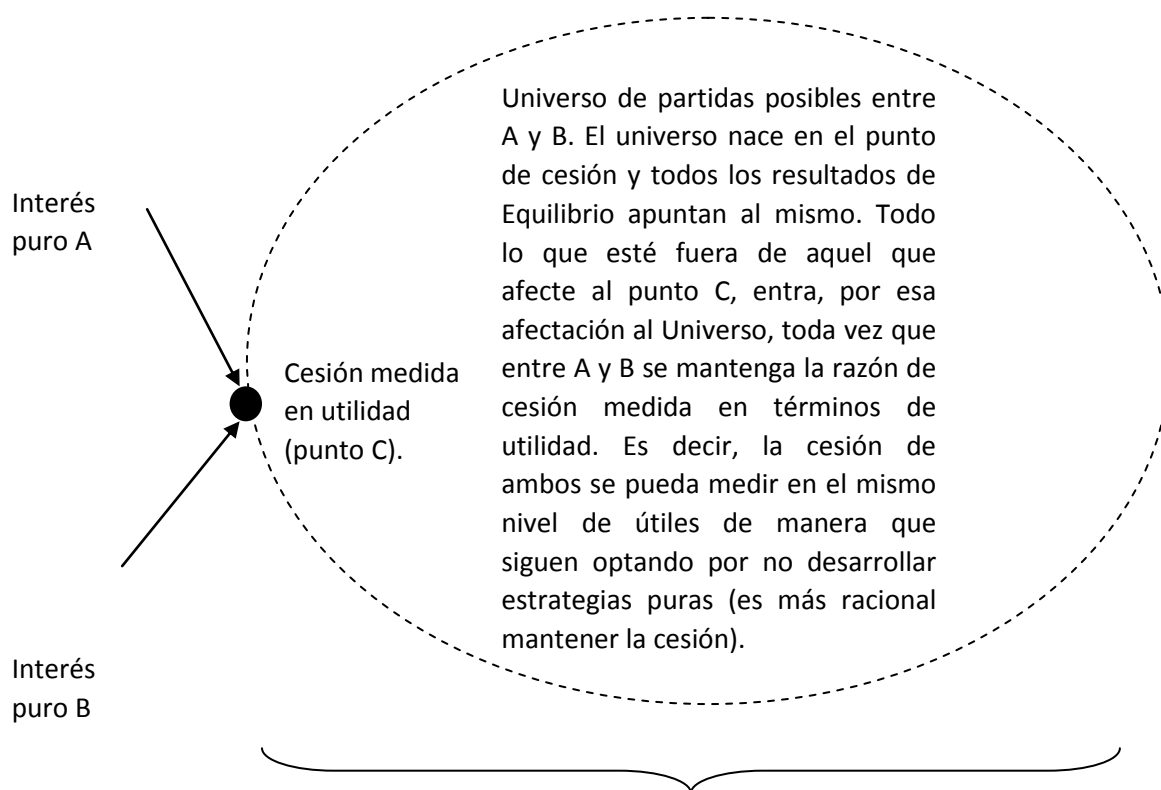 Universo de partidas posibles entre
A y B. El universo nace en el punto
de cesión y todos los resultados de
Equilibrio apuntan al mismo. Todo
lo que esté fuera de aquel que
afecte al punto C, entra, por esa
afectación al Universo, toda vez que
entre A y B se mantenga la razón de
cesión medida en términos de
utilidad. Es decir, la cesión de
ambos se pueda medir en el mismo
nivel de útiles de manera que
siguen optando por no desarrollar
estrategias puras (es más racional
mantener la cesión).
Interés
puro A
Cesión medida
en utilidad
(punto C).
Interés
puro B